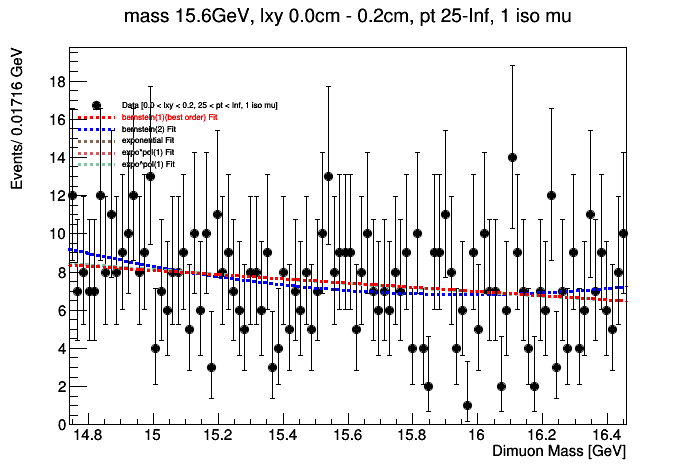 mass 15.6GeV, lxy 0.0cm - 0.2cm, pt 25-Inf, 1 iso mu
Events/ 0.01716 GeV
18
16
14
12
10
8
6
4
2
0
Data [0.0 < lxy < 0.2, 25 < pt < Inf, 1 iso mu]
bernstein(1)(best order) Fit
bernstein(2) Fit
exponential Fit
expo*pol(1) Fit
expo*pol(1) Fit
14.8 15 15.2 15.4 15.6 15.8 16 16.2 16.4
Dimuon Mass [GeV]